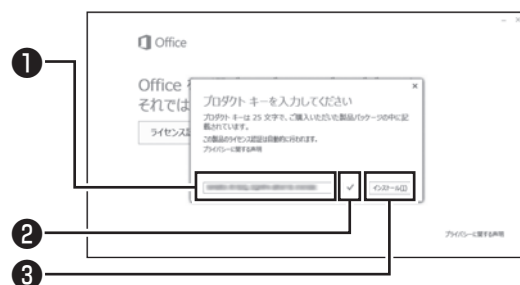 Office
Office
それでは
ライセンス認
プロダクト キーを入力してください
プロダクト キーは 25 文字で、ご購入いただいた製品パッケージの中に記
載されています。
この製品のライセンス認証は自動的に行われます。
プライバシーに関する声明
インストール(I)
プライバシーに関する声明
1
2
3